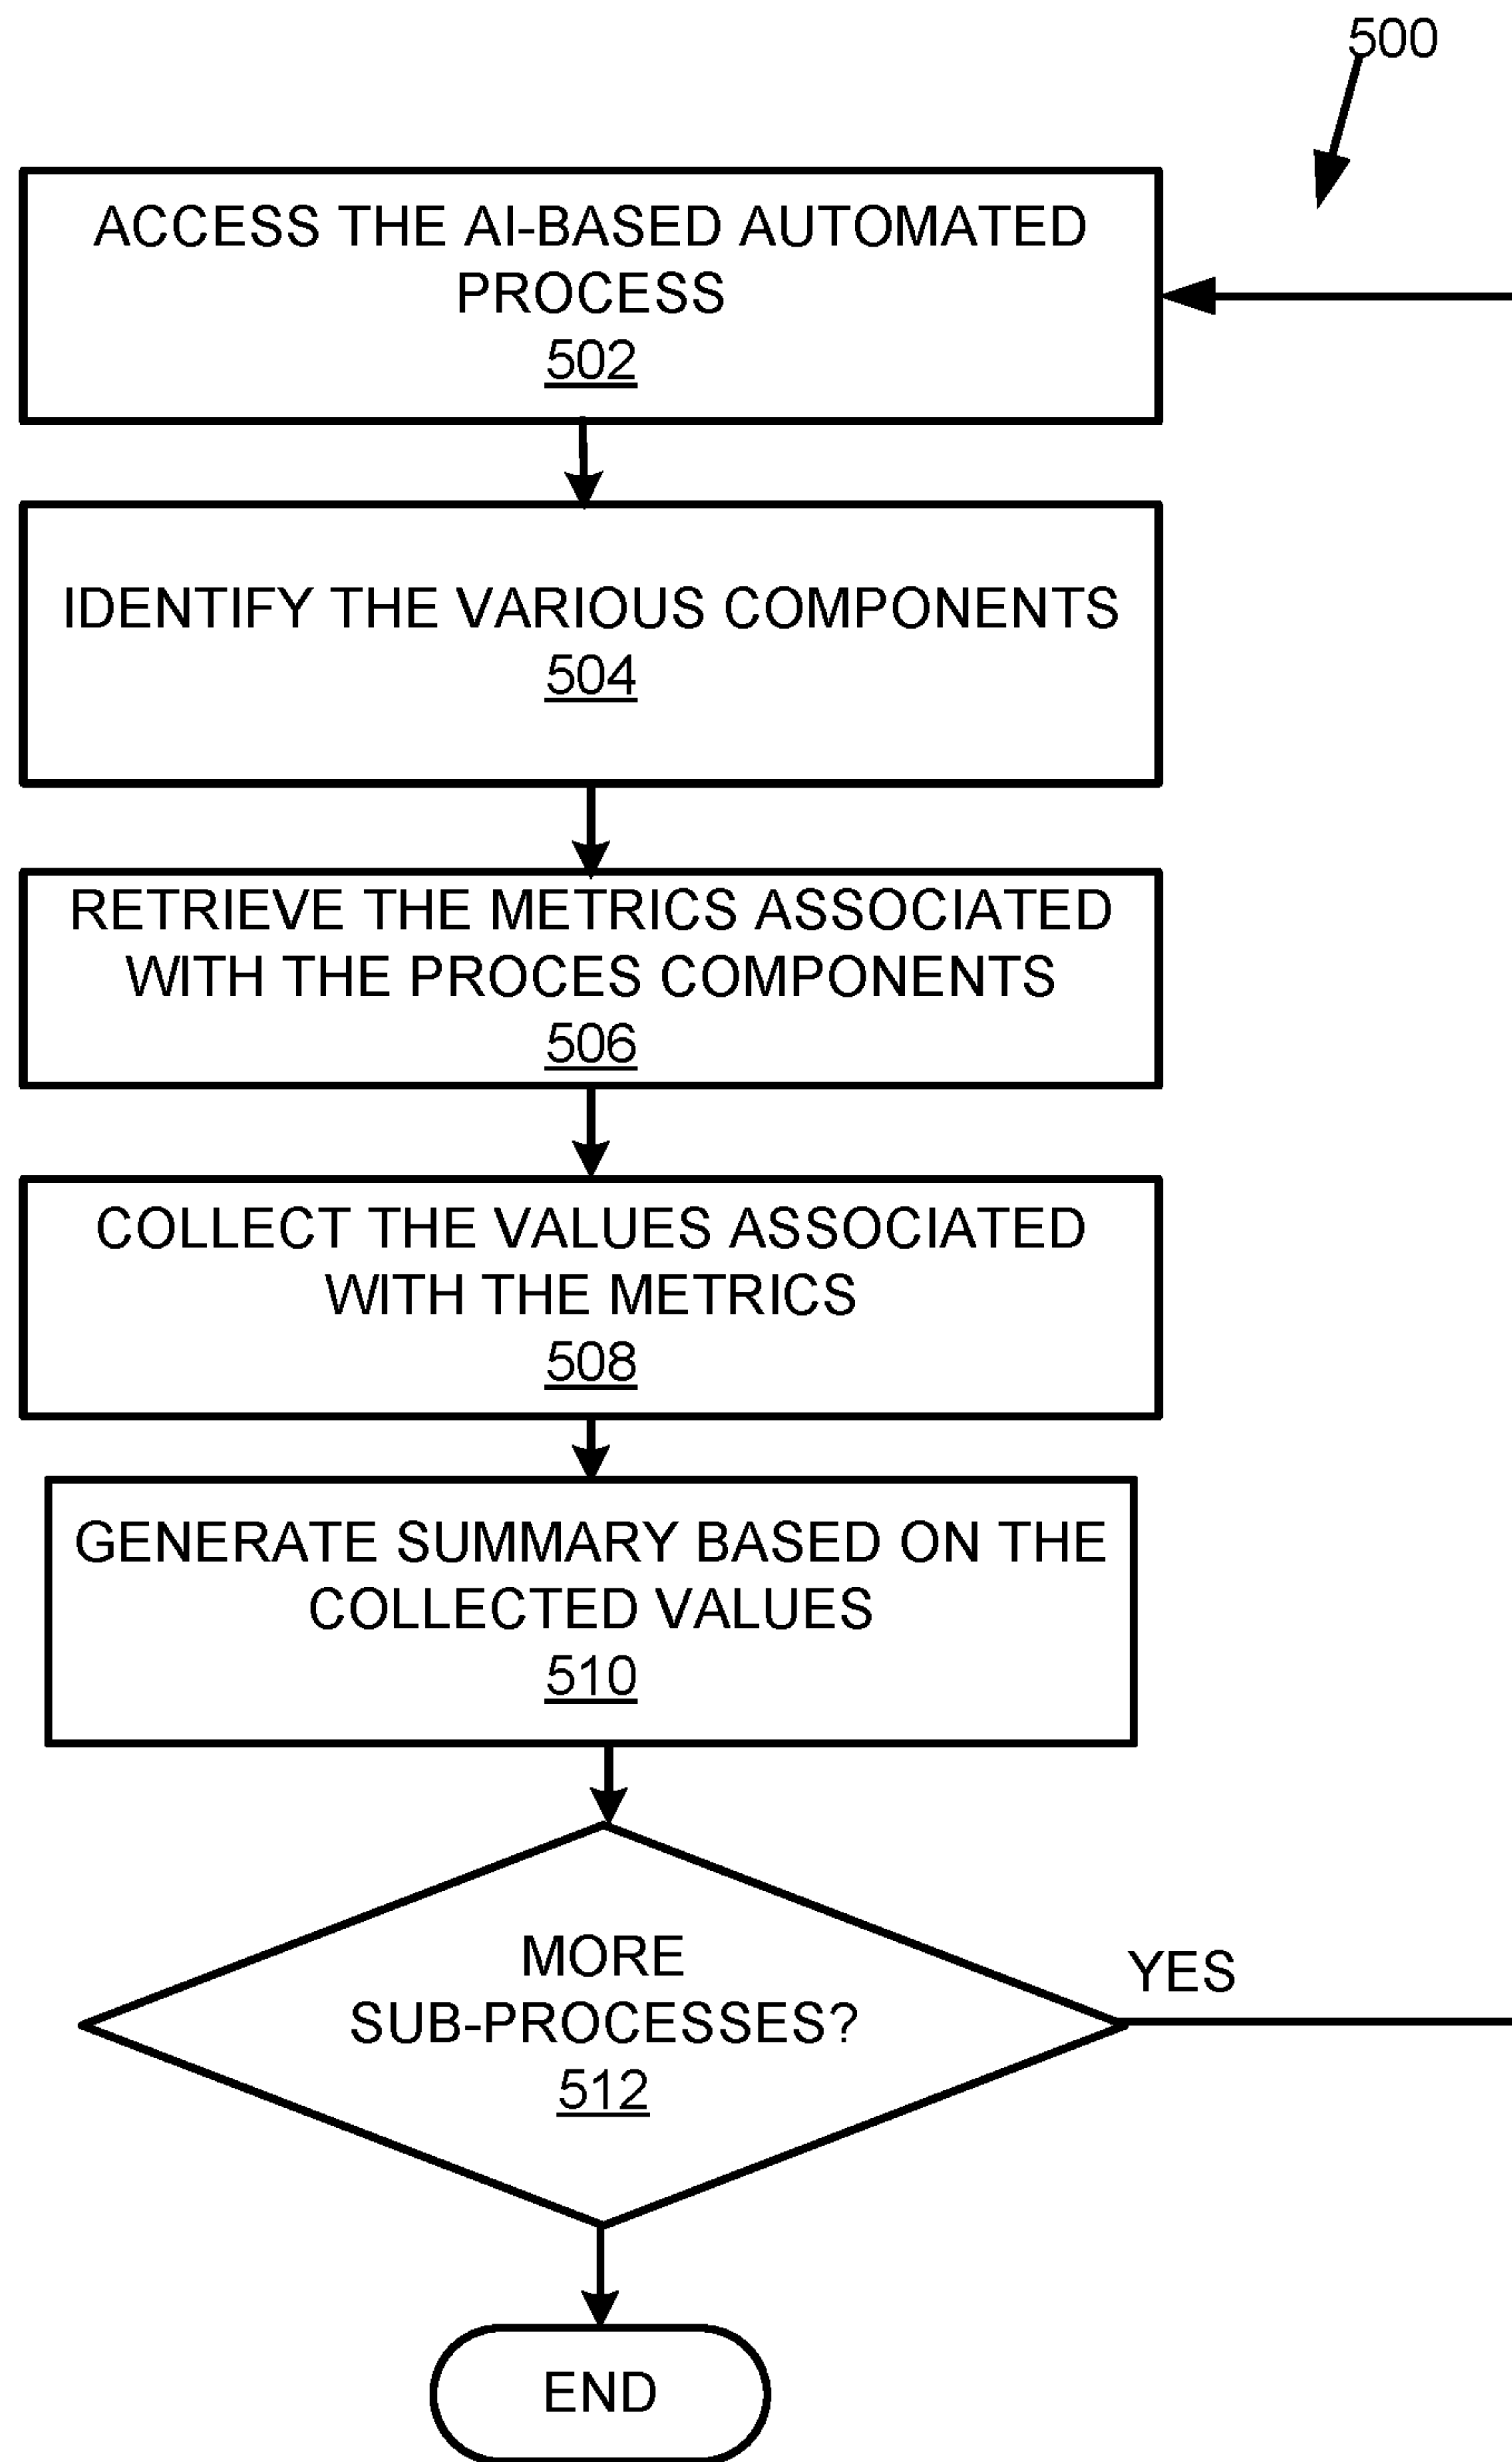 500
ACCESS THE AI-BASED AUTOMATED
PROCESS
502
IDENTIFY THE VARIOUS COMPONENTS
504
RETRIEVE THE METRICS ASSOCIATED
WITH THE PROCES COMPONENTS
506
COLLECT THE VALUES ASSOCIATED
WITH THE METRICS
508
GENERATE SUMMARY BASED ON THE
COLLECTED VALUES
510
MORE
SUB-PROCESSES?
512
YES
END